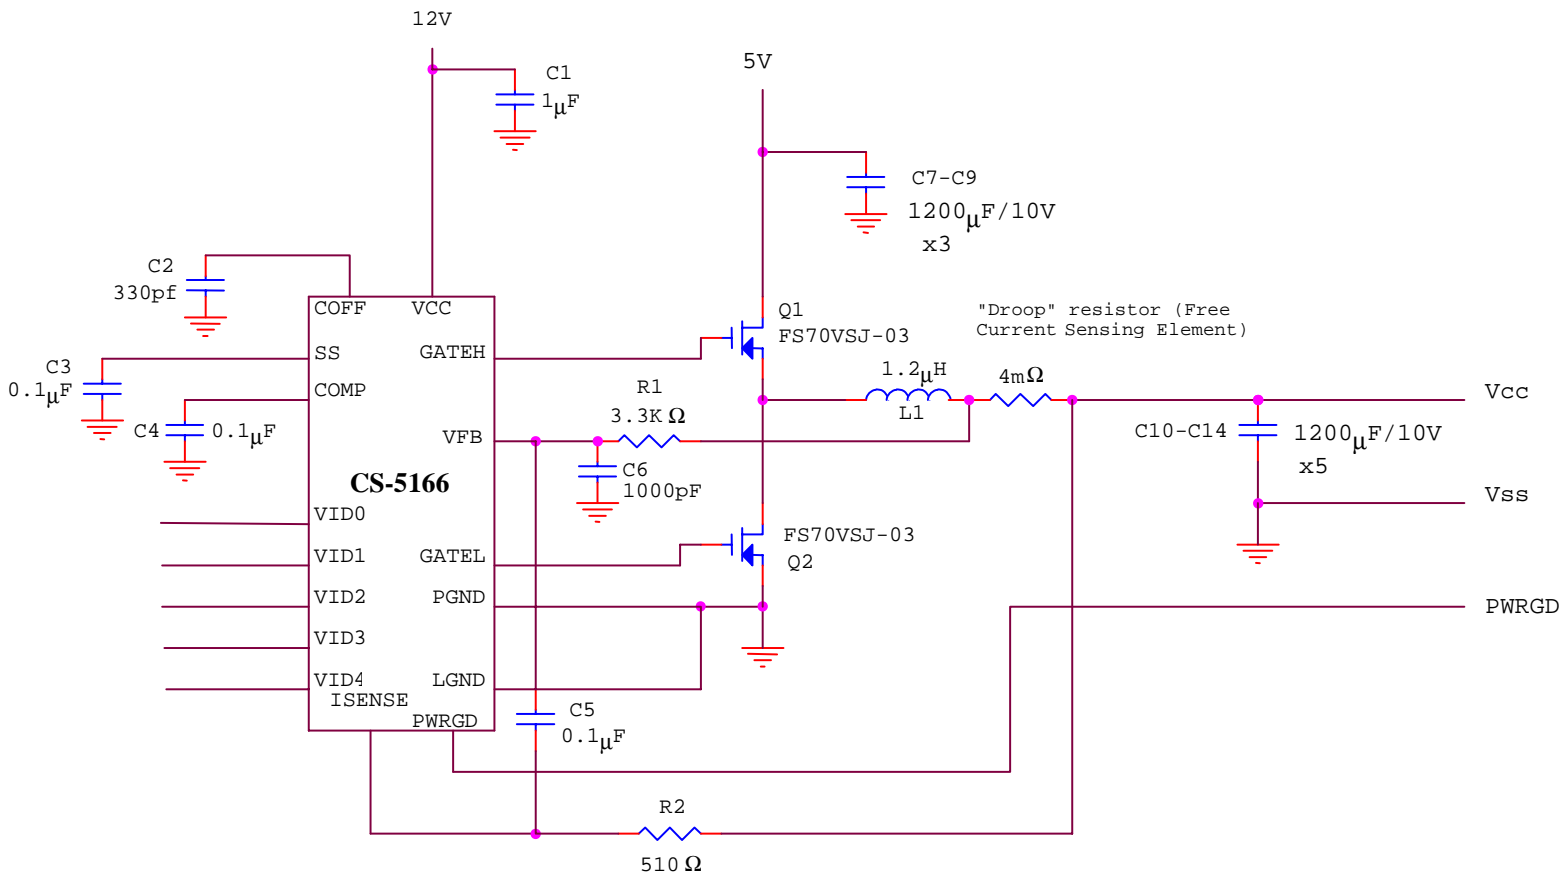 12V
C1
1μF
5V
C7-C9
1200μF/10V
x3
C2
330pf
COFF
VCC
Q1
FS70VSJ-03
"Droop" resistor (Free
Current Sensing Element)
C3
0.1μF
SS
GATEH
COMP
C4
0.1μF
R1
3.3K Ω
1.2μH
L1
4mΩ
Vcc
VFB
C6
1000pF
C10-C14
1200μF/10V
x5
CS-5166
Vss
VID0
VID1
GATEL
FS70VSJ-03
Q2
VID2
PGND
PWRGD
VID3
VID4
LGND
ISENSE
PWRGD
C5
0.1μF
R2
510 Ω